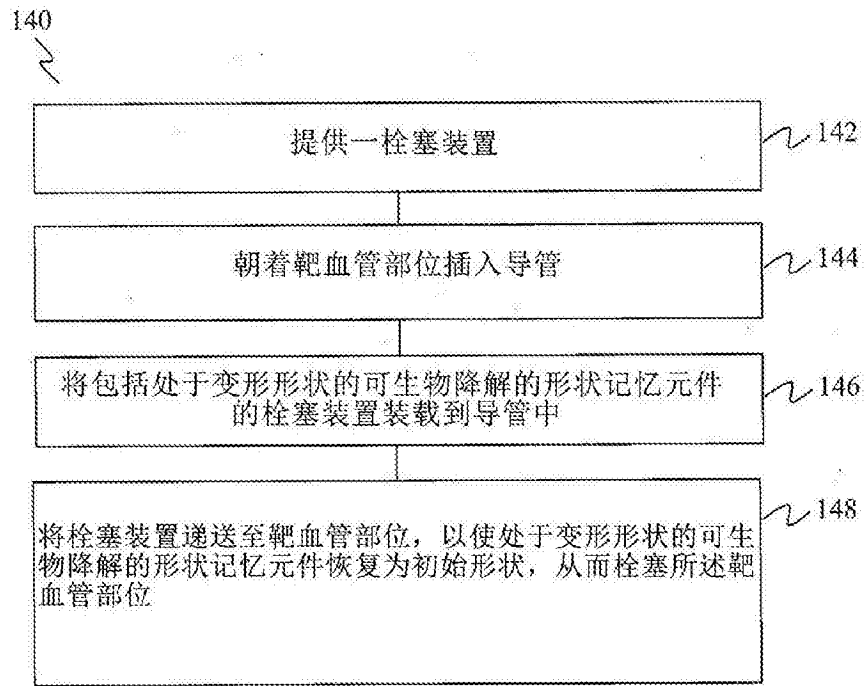 140
提供一栓塞装置
142
朝着靶血管部位插入导管
144
将包括处于变形形状的可生物降解的形状记忆元件
的栓塞装置装载到导管中
146
将栓塞装置递送至靶血管部位，以使处于变形形状的可生
物降解的形状记忆元件恢复为初始形状，从而栓塞所述靶
血管部位
148